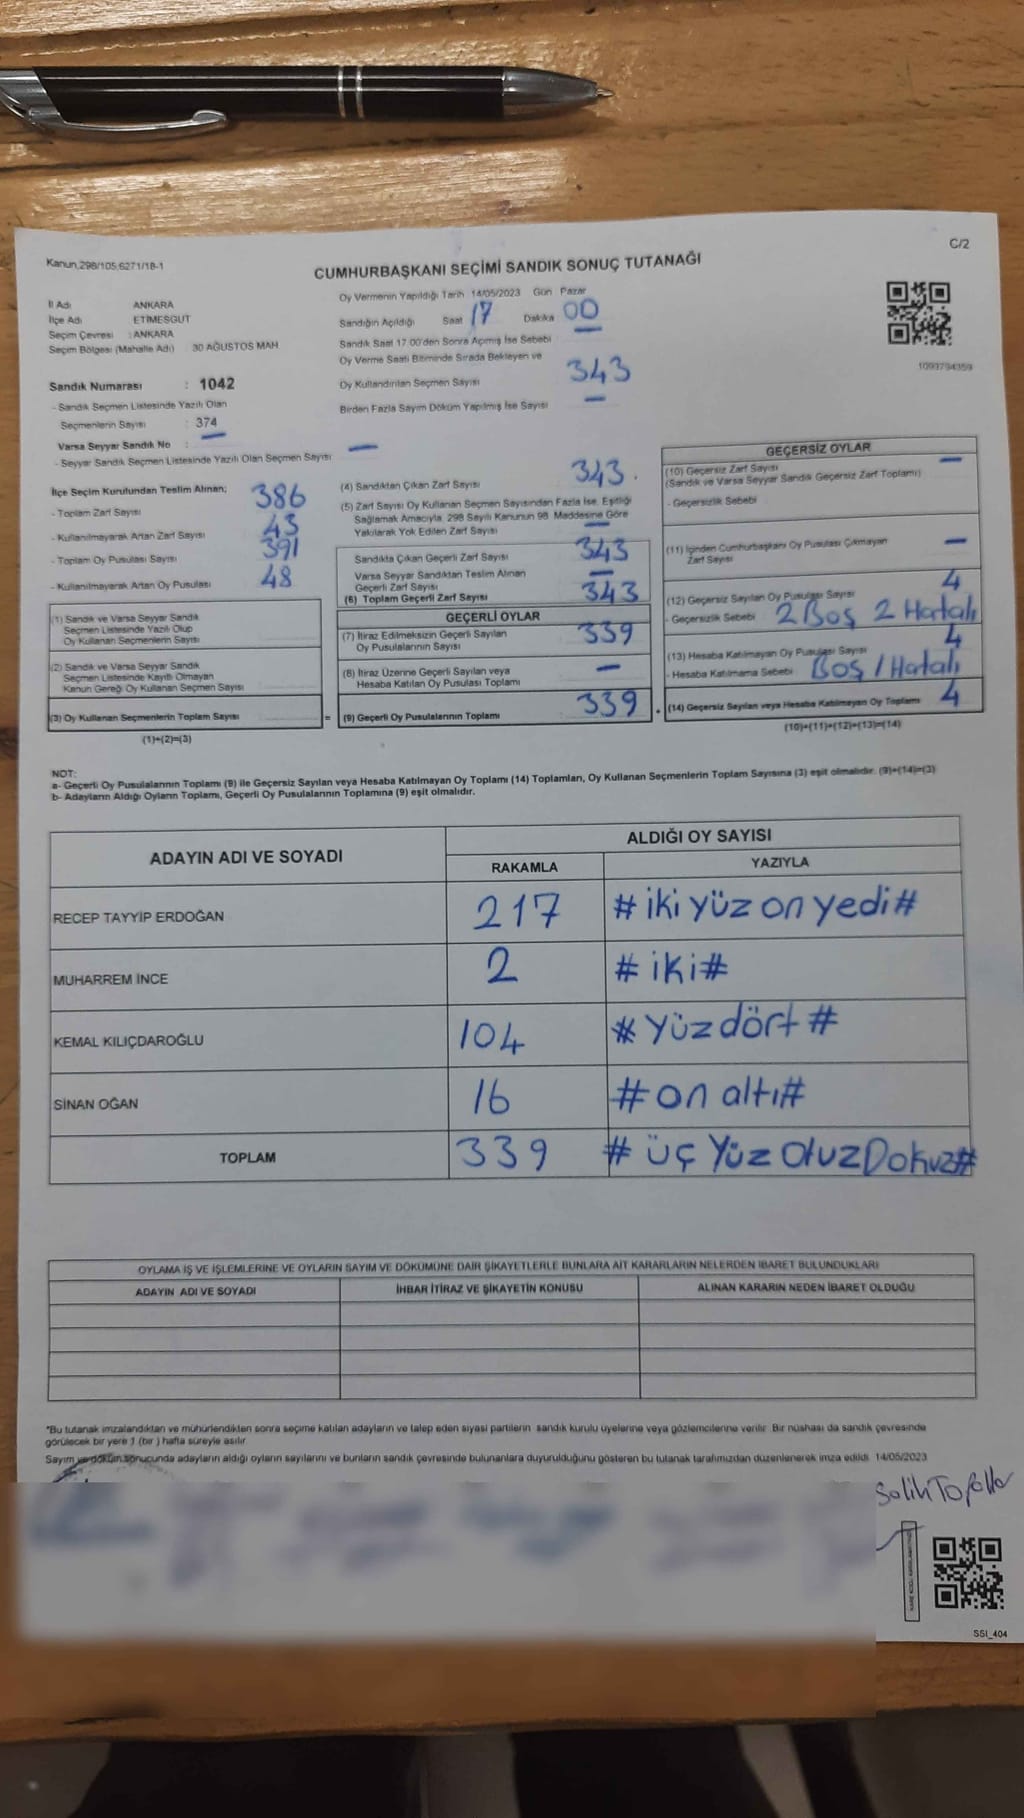 C/2
Kanun,298/105,6271/18-1
CUMHURBAŞKANI SEÇİMİ SANDIK SONUÇ TUTANAĞI
İl Adı ANKARA
İlçe Adı ETİMESGUT
Seçim Çevresi : ANKARA
Seçim Bölgesi (Mahalle Adı) 30 AĞUSTOS MAH
Sandık Numarası : 1042
- Sandık Seçmen Listesinde Yazılı Olan
Seçmenlerin Sayısı : 374
Varsa Seyyar Sandık No : —
- Seyyar Sandık Seçmen Listesinde Yazılı Olan Seçmen Sayısı —
Oy Vermenin Yapıldığı Tarih 14/05/2023 Gün Pazar
Sandığın Açıldığı Saat 17 Dakika 00
Sandık Saat 17.00'den Sonra Açılmış İse Sebebi —
Oy Verme Saati Bitiminde Sırada Bekleyen ve
Oy Kullandırılan Seçmen Sayısı 343
Birden Fazla Sayım Döküm Yapılmış İse Sayısı —
1093794359
İlçe Seçim Kurulundan Teslim Alınan;
- Toplam Zarf Sayısı 386
- Kullanılmayarak Artan Zarf Sayısı 43
- Toplam Oy Pusulası Sayısı 391
- Kullanılmayarak Artan Oy Pusulası 48
(1) Sandık ve Varsa Seyyar Sandık
Seçmen Listesinde Yazılı Olup
Oy Kullanan Seçmenlerin Sayısı
(2) Sandık ve Varsa Seyyar Sandık
Seçmen Listesinde Kayıtlı Olmayan
Kanun Gereği Oy Kullanan Seçmen Sayısı
(3) Oy Kullanan Seçmenlerin Toplam Sayısı
(1)+(2)=(3)
(4) Sandıktan Çıkan Zarf Sayısı 343.
(5) Zarf Sayısı Oy Kullanan Seçmen Sayısından Fazla İse, Eşitliği
Sağlamak Amacıyla, 298 Sayılı Kanunun 98. Maddesine Göre
Yakılarak Yok Edilen Zarf Sayısı —
Sandıkta Çıkan Geçerli Zarf Sayısı 343
Varsa Seyyar Sandıktan Teslim Alınan
Geçerli Zarf Sayısı —
(6) Toplam Geçerli Zarf Sayısı 343
GEÇERLİ OYLAR
(7) İtiraz Edilmeksizin Geçerli Sayılan
Oy Pusulalarının Sayısı 339
(8) İtiraz Üzerine Geçerli Sayılan veya
Hesaba Katılan Oy Pusulası Toplamı —
= (9) Geçerli Oy Pusulalarının Toplamı 339
GEÇERSİZ OYLAR
(10) Geçersiz Zarf Sayısı —
(Sandık ve Varsa Seyyar Sandık Geçersiz Zarf Toplamı)
- Geçersizlik Sebebi
(11) İçinden Cumhurbaşkanı Oy Pusulası Çıkmayan
Zarf Sayısı —
(12) Geçersiz Sayılan Oy Pusulası Sayısı 4
- Geçersizlik Sebebi 2 Boş 2 Hatalı
(13) Hesaba Katılmayan Oy Pusulası Sayısı 4
- Hesaba Katılmama Sebebi Boş / Hatalı
+ (14) Geçersiz Sayılan veya Hesaba Katılmayan Oy Toplamı 4
(10)+(11)+(12)+(13)=(14)
NOT:
a- Geçerli Oy Pusulalarının Toplamı (9) ile Geçersiz Sayılan veya Hesaba Katılmayan Oy Toplamı (14) Toplamları, Oy Kullanan Seçmenlerin Toplam Sayısına (3) eşit olmalıdır. (9)+(14)=(3)
b- Adayların Aldığı Oyların Toplamı, Geçerli Oy Pusulalarının Toplamına (9) eşit olmalıdır.
ADAYIN ADI VE SOYADI ALDIĞI OY SAYISI
RAKAMLA YAZIYLA
RECEP TAYYİP ERDOĞAN 217 # iki yüz on yedi #
MUHARREM İNCE 2 # iki #
KEMAL KILIÇDAROĞLU 104 # yüz dört #
SİNAN OĞAN 16 # on altı #
TOPLAM 339 # üç Yüz Otuz Dokuz #
OYLAMA İŞ VE İŞLEMLERİNE VE OYLARIN SAYIM VE DÖKÜMÜNE DAİR ŞİKAYETLERLE BUNLARA AİT KARARLARIN NELERDEN İBARET BULUNDUKLARI
ADAYIN ADI VE SOYADI İHBAR İTİRAZ VE ŞİKAYETİN KONUSU ALINAN KARARIN NEDEN İBARET OLDUĞU
*Bu tutanak imzalandıktan ve mühürlendikten sonra seçime katılan adayların ve talep eden siyasi partilerin sandık kurulu üyelerine veya gözlemcilerine verilir. Bir nüshası da sandık çevresinde
görülecek bir yere 1 (bir) hafta süreyle asılır.
Sayım ve döküm sonucunda adayların aldığı oyların sayılarını ve bunların sandık çevresinde bulunanlara duyurulduğunu gösteren bu tutanak tarafımızdan düzenlenerek imza edildi. 14/05/2023
SSI_404